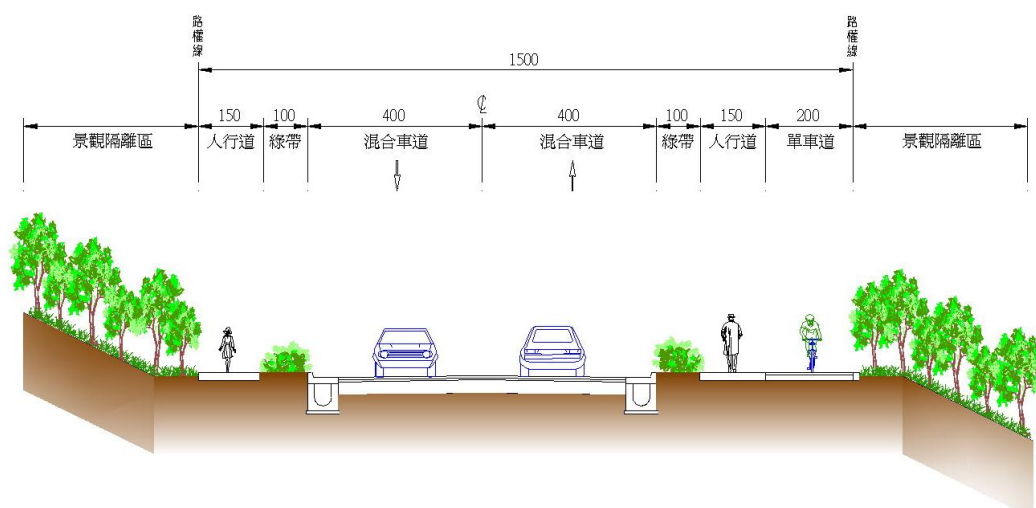 路權線
路權線
1500
150 100 400 ℄ 400 100 150 200
景觀隔離區 人行道 綠帶 混合車道 混合車道 綠帶 人行道 單車道 景觀隔離區